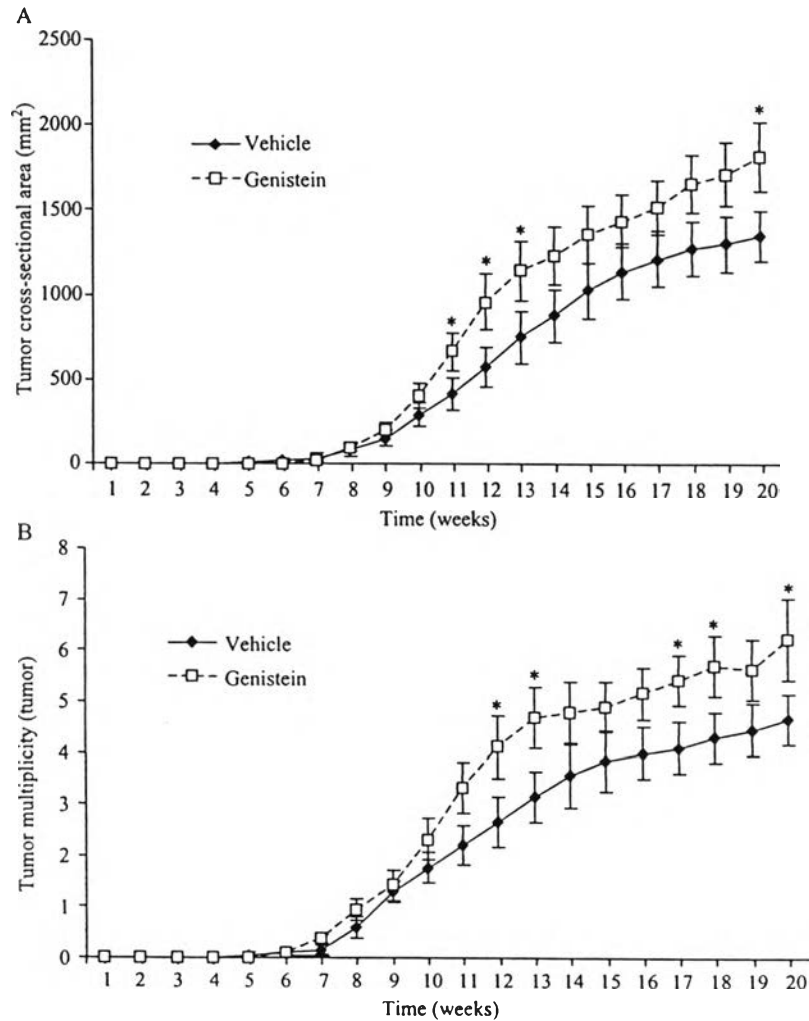 A
2500
2000
1500
1000
500
0
Tumor cross-sectional area (mm²)
Vehicle
Genistein
*
*
*
*
1 2 3 4 5 6 7 8 9 10 11 12 13 14 15 16 17 18 19 20
Time (weeks)
B
8
7
6
5
4
3
2
1
0
Tumor multiplicity (tumor)
Vehicle
Genistein
*
*
*
*
*
1 2 3 4 5 6 7 8 9 10 11 12 13 14 15 16 17 18 19 20
Time (weeks)